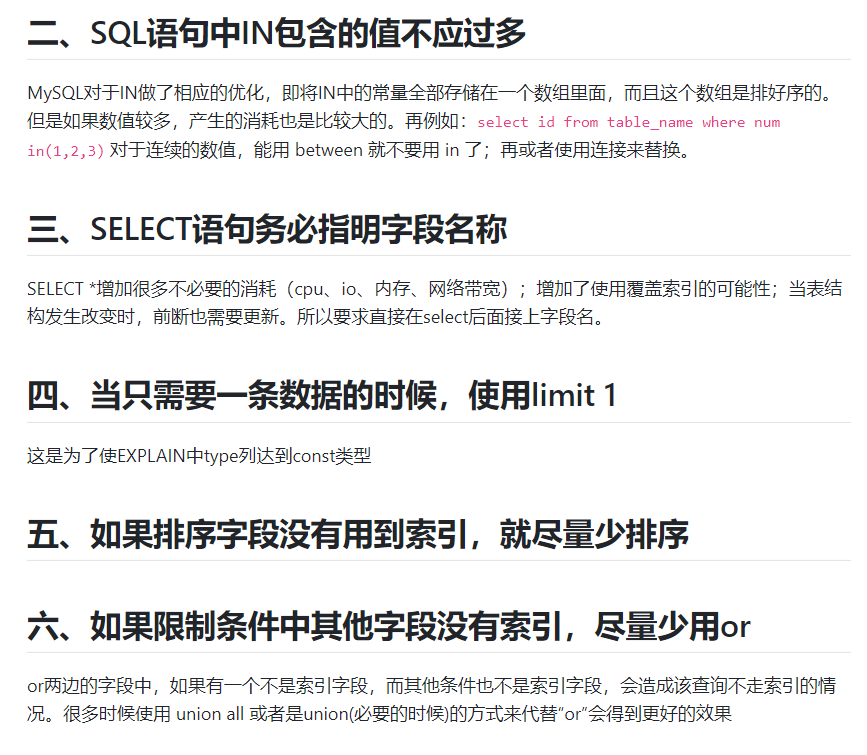 二、SQL语句中IN包含的值不应过多
MySQL对于IN做了相应的优化，即将IN中的常量全部存储在一个数组里面，而且这个数组是排好序的。
但是如果数值较多，产生的消耗也是比较大的。再例如：select id from table_name where num
in(1,2,3) 对于连续的数值，能用 between 就不要用 in 了；再或者使用连接来替换。
三、SELECT语句务必指明字段名称
SELECT *增加很多不必要的消耗（cpu、io、内存、网络带宽）；增加了使用覆盖索引的可能性；当表结
构发生改变时，前断也需要更新。所以要求直接在select后面接上字段名。
四、当只需要一条数据的时候，使用limit 1
这是为了使EXPLAIN中type列达到const类型
五、如果排序字段没有用到索引，就尽量少排序
六、如果限制条件中其他字段没有索引，尽量少用or
or两边的字段中，如果有一个不是索引字段，而其他条件也不是索引字段，会造成该查询不走索引的情
况。很多时候使用 union all 或者是union(必要的时候)的方式来代替“or”会得到更好的效果